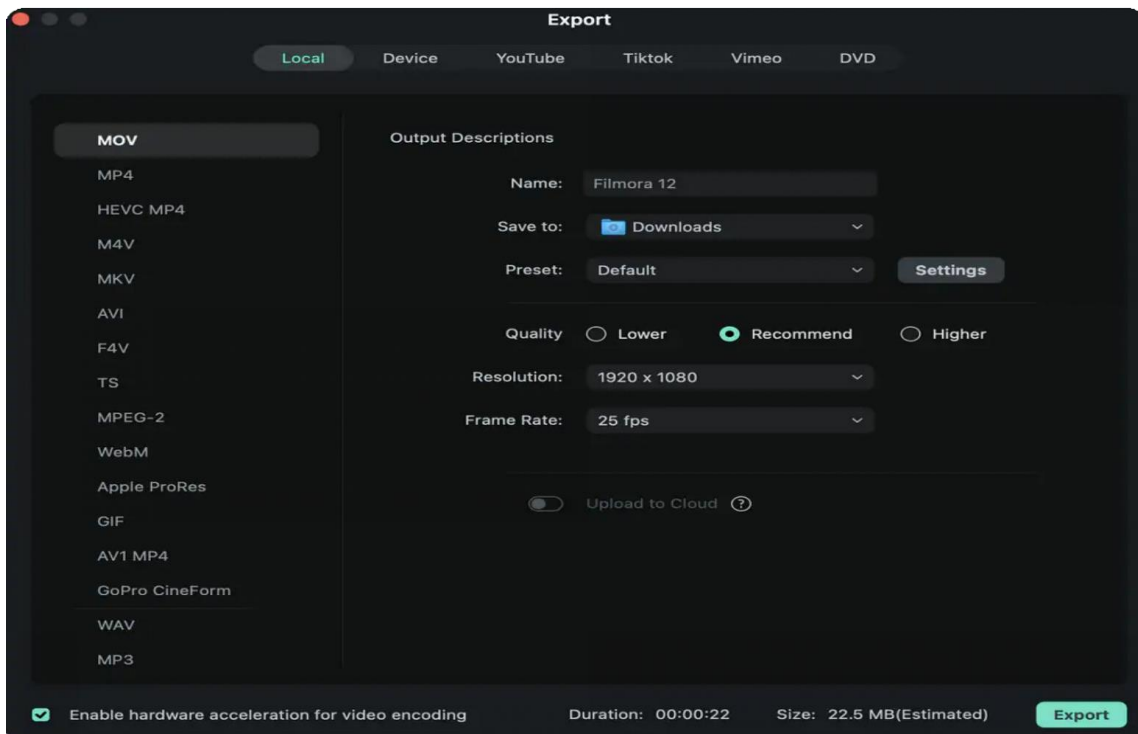 Export
Local Device YouTube Tiktok Vimeo DVD
MOV
MP4
HEVC MP4
M4V
MKV
AVI
F4V
TS
MPEG-2
WebM
Apple ProRes
GIF
AV1 MP4
GoPro CineForm
WAV
MP3
Output Descriptions
Name: Filmora 12
Save to: Downloads
Preset: Default Settings
Quality Lower Recommend Higher
Resolution: 1920 x 1080
Frame Rate: 25 fps
Upload to Cloud ?
Enable hardware acceleration for video encoding Duration: 00:00:22 Size: 22.5 MB(Estimated) Export